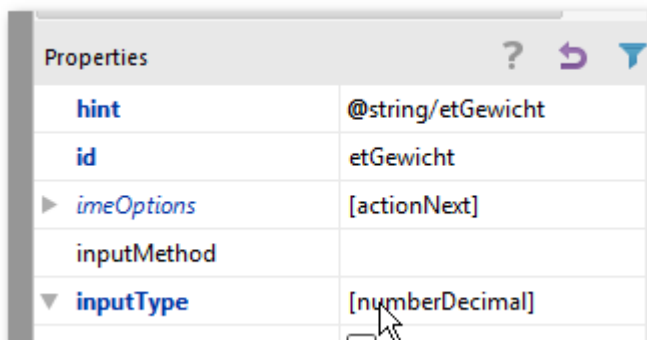 Properties ?
hint @string/etGewicht
id etGewicht
imeOptions [actionNext]
inputMethod
inputType [numberDecimal]